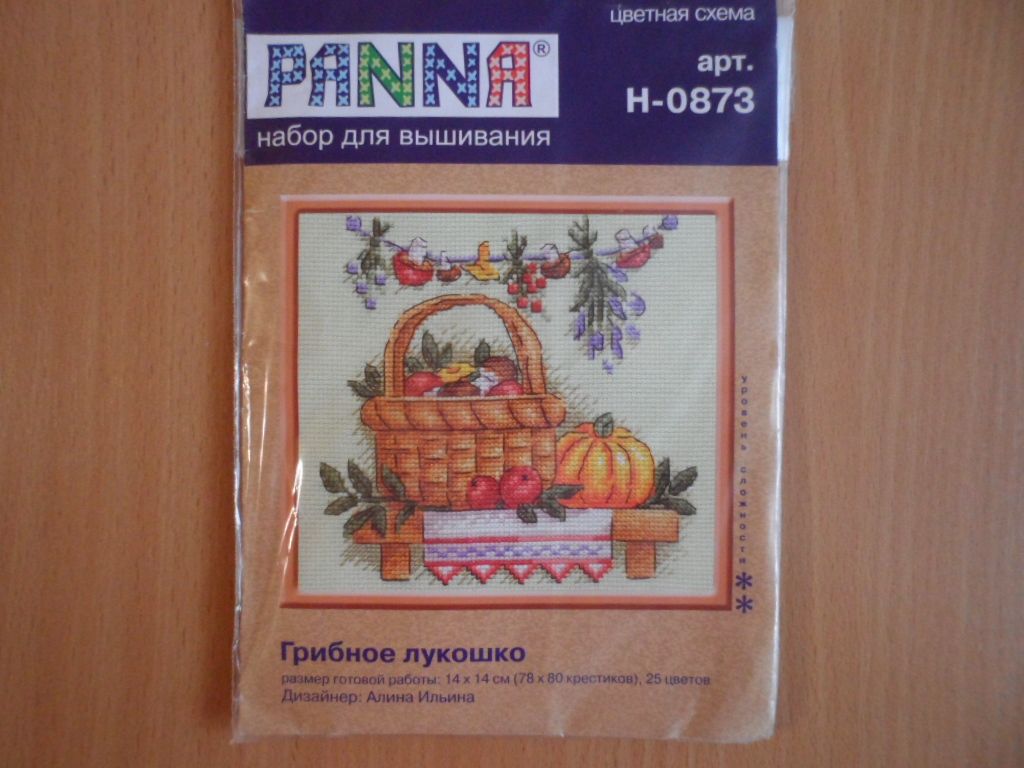 цветная схема
PANNA®
арт.
Н-0873
набор для вышивания
уровень сложности **
Грибное лукошко
размер готовой работы: 14 х 14 см (78 х 80 крестиков), 25 цветов
Дизайнер: Алина Ильина